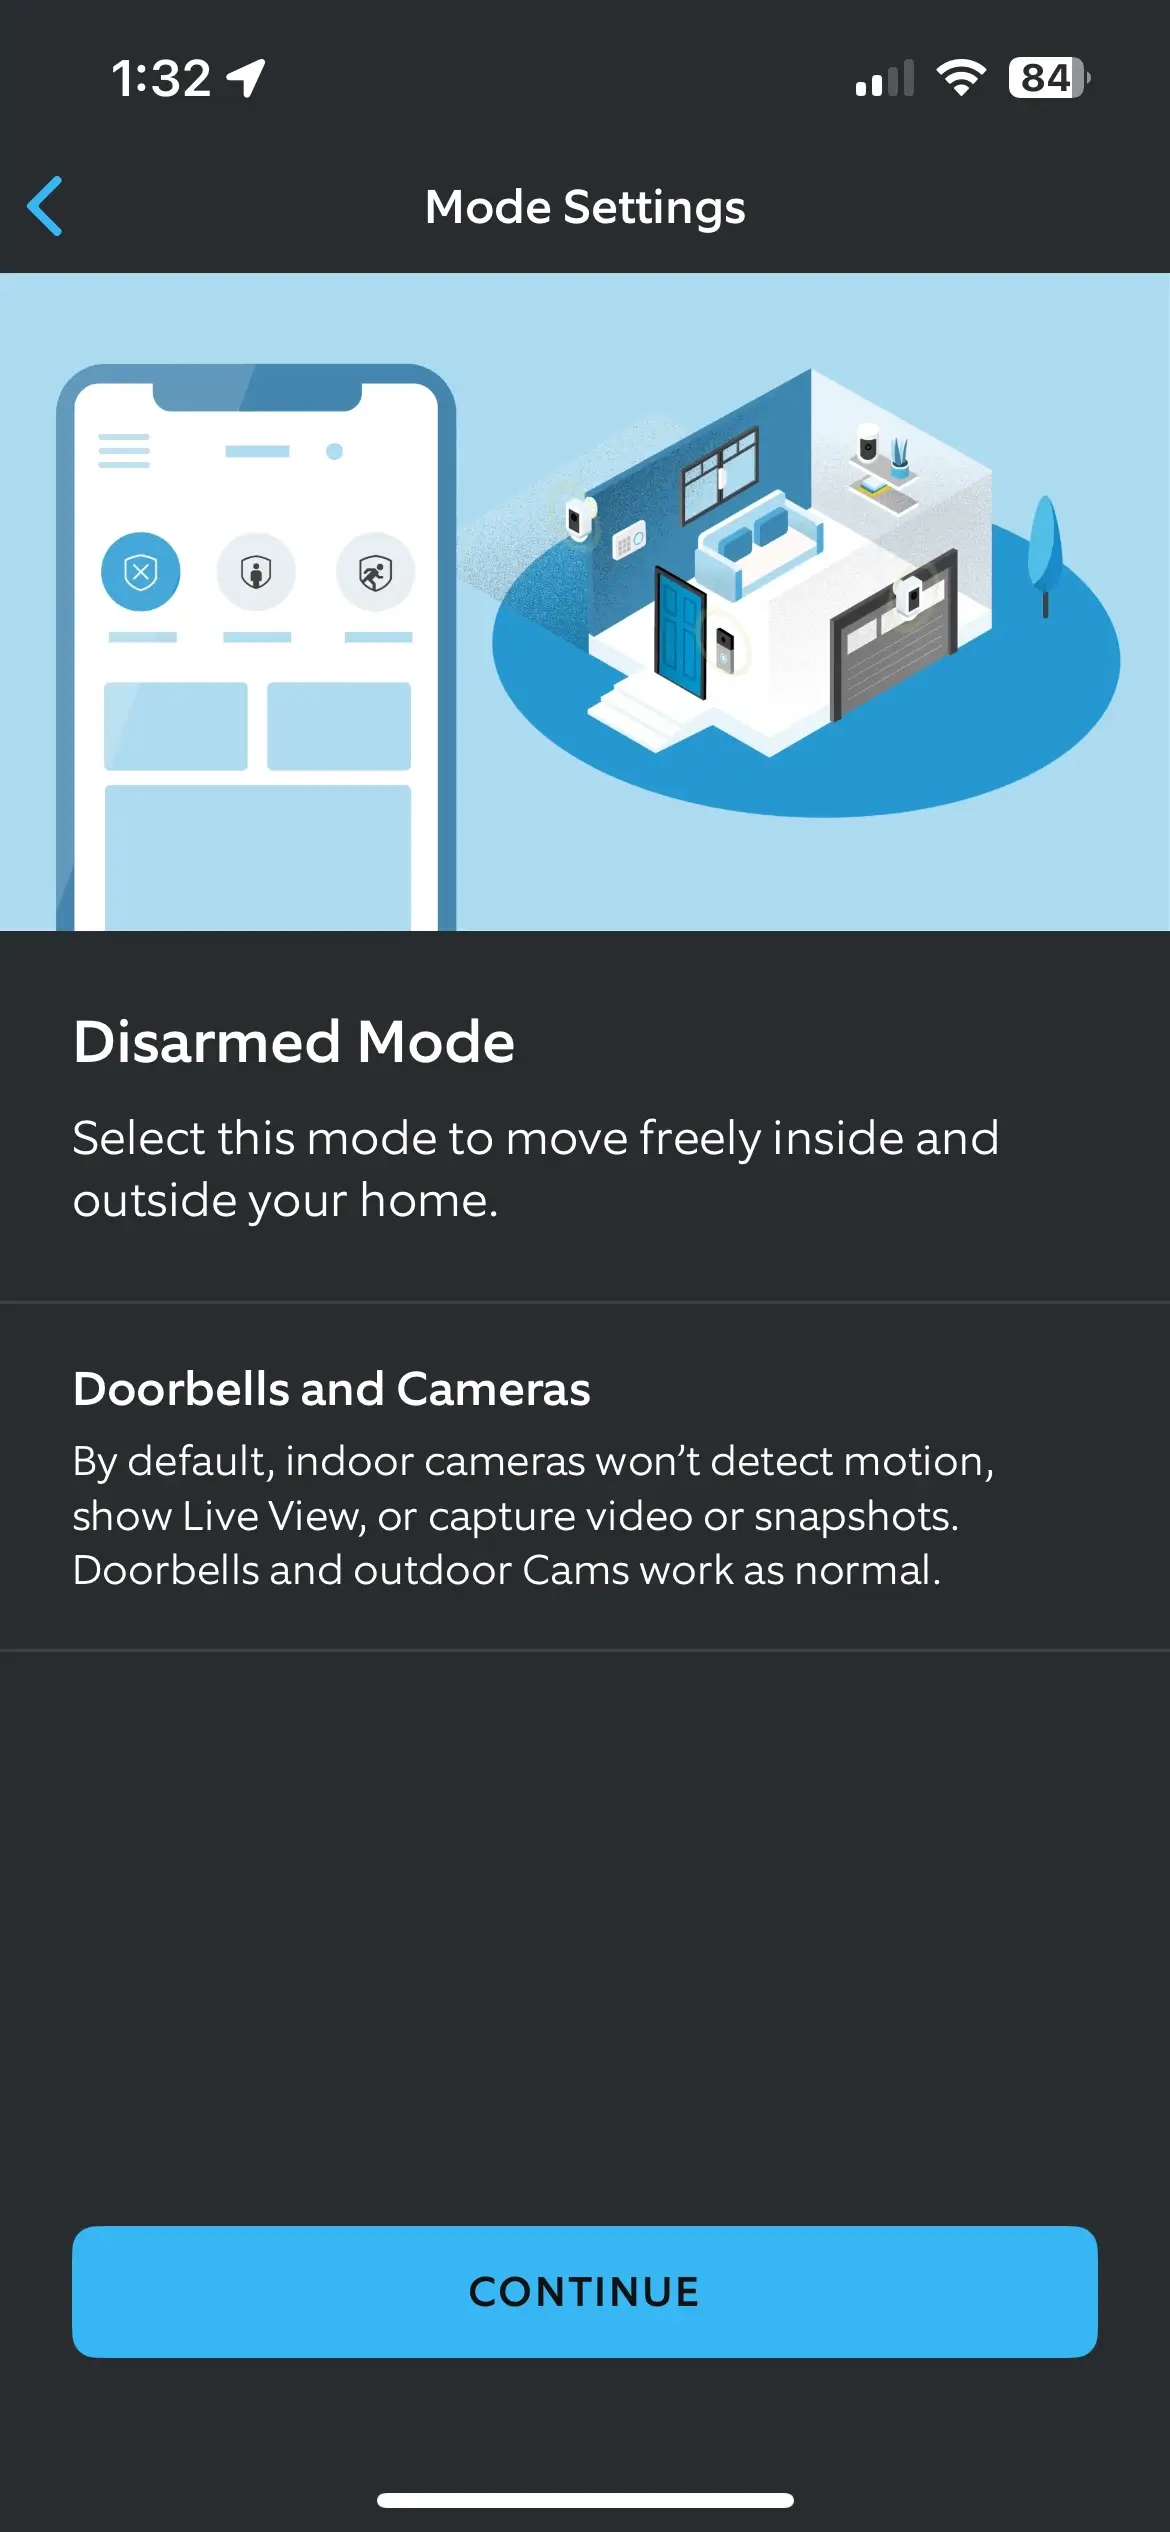 1:32
84
Mode Settings
Disarmed Mode
Select this mode to move freely inside and
outside your home.
Doorbells and Cameras
By default, indoor cameras won’t detect motion,
show Live View, or capture video or snapshots.
Doorbells and outdoor Cams work as normal.
CONTINUE